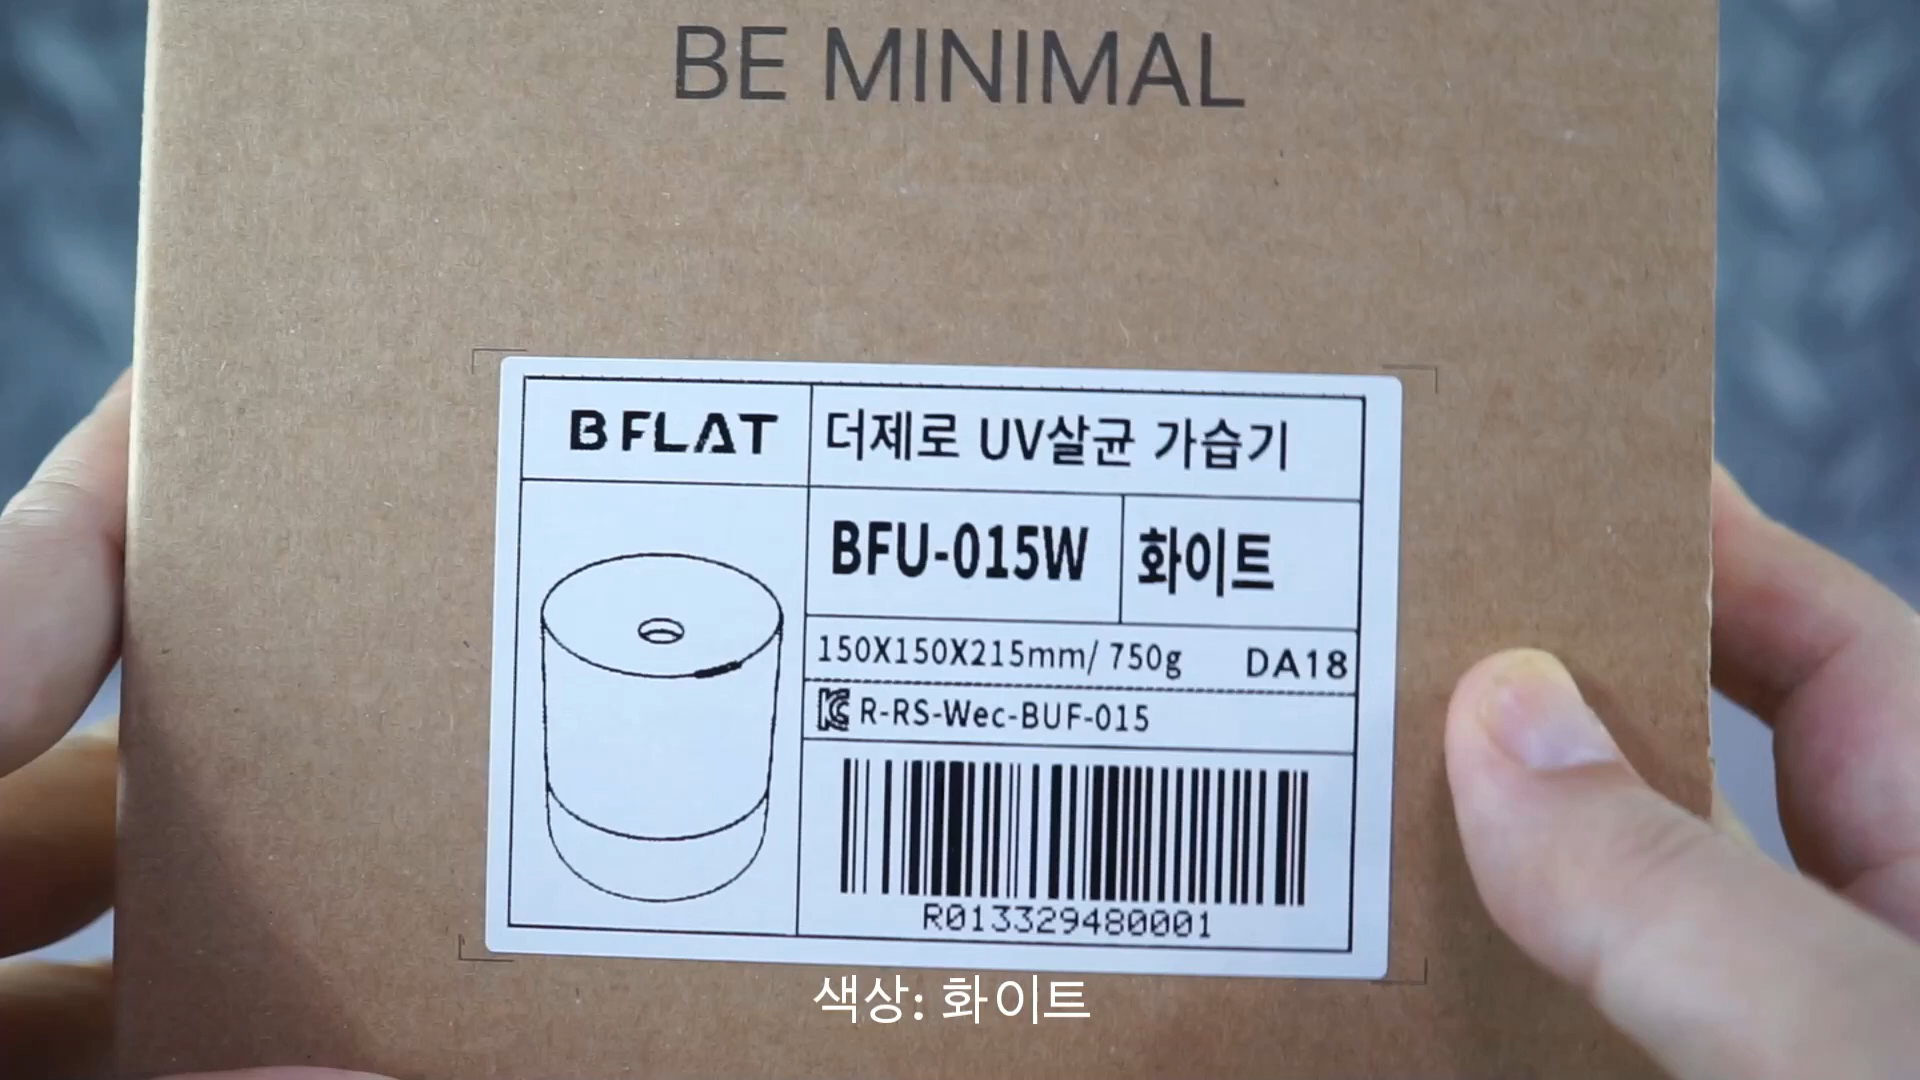 BE MINIMAL
B FLAT
더제로 UV살균 가습기
BFU-015W
화이트
150X150X215mm/ 750g
DA18
R-RS-Wec-BUF-015
R013329480001
색상: 화이트